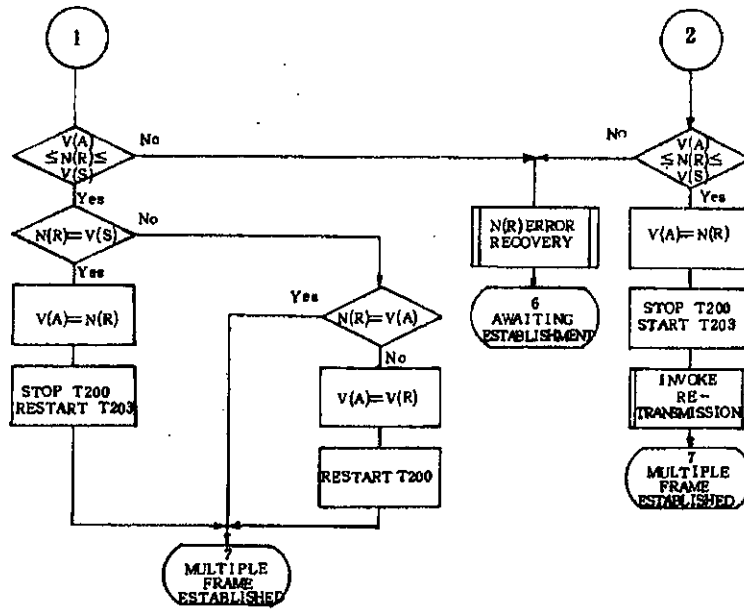 1
2
V(A)
≤N(R)≤
V(S)
No
Yes
No
V(A)
≤N(R)≤
V(S)
Yes
N(R)=V(S)
No
Yes
N(R) ERROR
RECOVERY
V(A)=N(R)
V(A)=N(R)
Yes
N(R)=V(A)
No
6
AWAITING
ESTABLISHMENT
STOP T200
START T203
STOP T200
RESTART T203
V(A)=V(R)
INVOKE
RE-
TRANSMISSION
RESTART T200
7
MULTIPLE
FRAME
ESTABLISHED
7
MULTIPLE
FRAME
ESTABLISHED